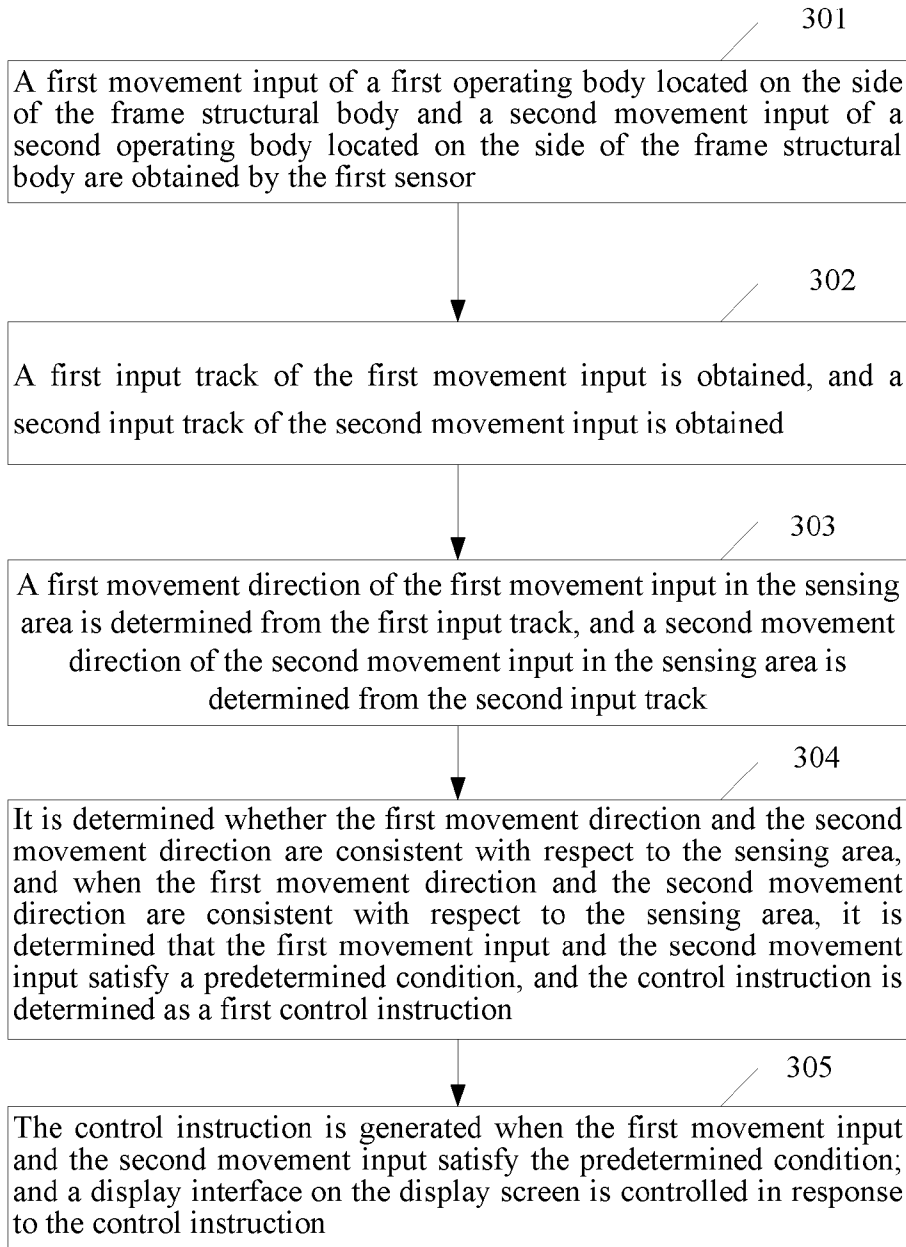 301
A first movement input of a first operating body located on the side
of the frame structural body and a second movement input of a
second operating body located on the side of the frame structural
body are obtained by the first sensor
302
A first input track of the first movement input is obtained, and a
second input track of the second movement input is obtained
303
A first movement direction of the first movement input in the sensing
area is determined from the first input track, and a second movement
direction of the second movement input in the sensing area is
determined from the second input track
304
It is determined whether the first movement direction and the second
movement direction are consistent with respect to the sensing area,
and when the first movement direction and the second movement
direction are consistent with respect to the sensing area, it is
determined that the first movement input and the second movement
input satisfy a predetermined condition, and the control instruction is
determined as a first control instruction
305
The control instruction is generated when the first movement input
and the second movement input satisfy the predetermined condition;
and a display interface on the display screen is controlled in response
to the control instruction